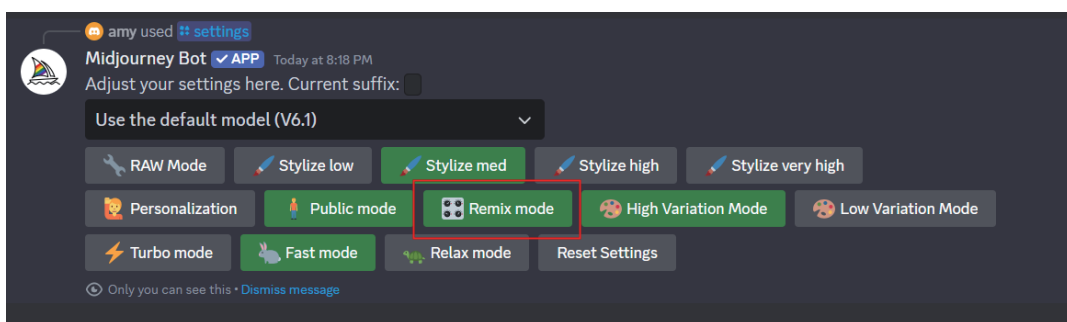 amy used settings
Midjourney Bot APP Today at 8:18 PM
Adjust your settings here. Current suffix:
Use the default model (V6.1)
RAW Mode Stylize low Stylize med Stylize high Stylize very high
Personalization Public mode Remix mode High Variation Mode Low Variation Mode
Turbo mode Fast mode Relax mode Reset Settings
Only you can see this • Dismiss message